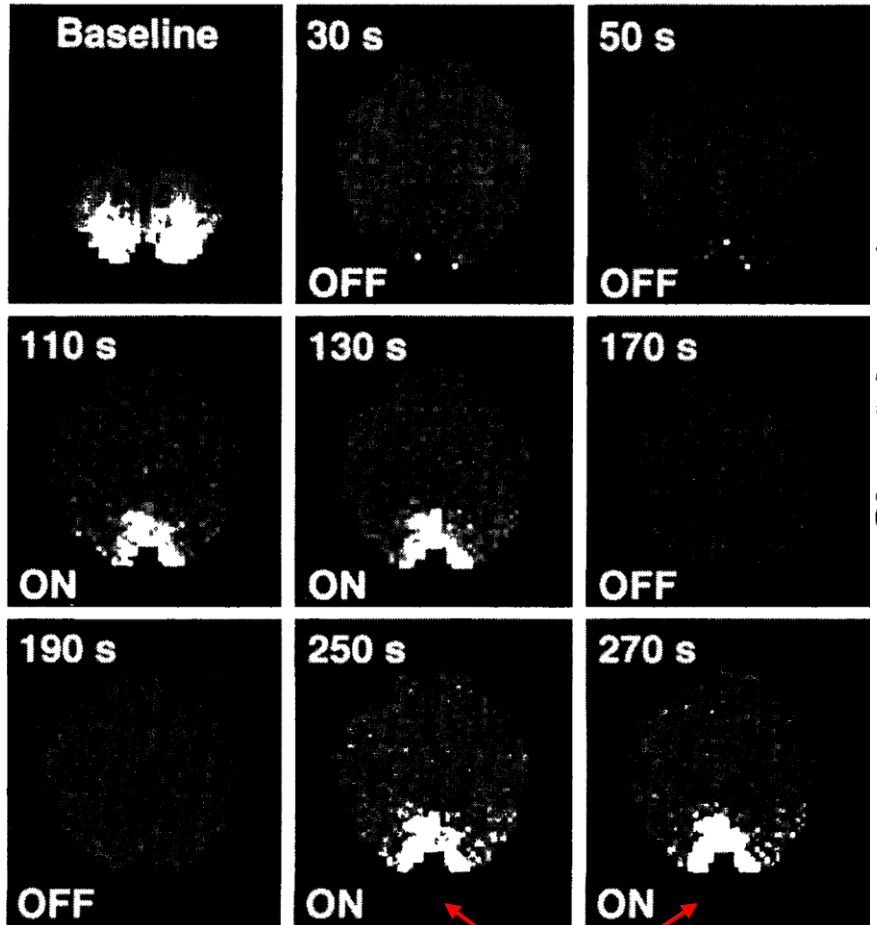 Baseline
30 s
50 s
OFF
OFF
110 s
130 s
170 s
ON
ON
OFF
190 s
250 s
270 s
OFF
ON
ON